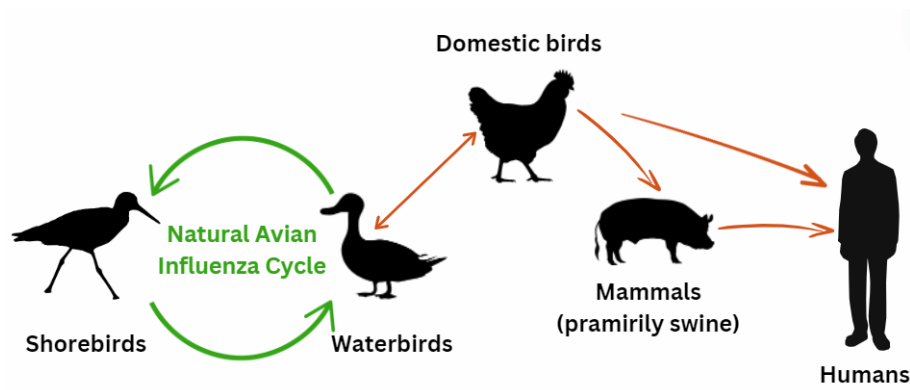 Domestic birds
Natural Avian
Influenza Cycle
Shorebirds
Waterbirds
Mammals
(pramirily swine)
Humans